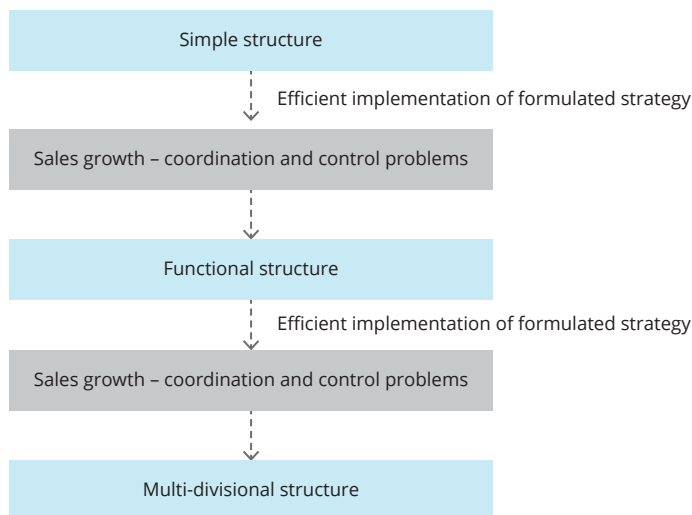 Simple structure
Efficient implementation of formulated strategy
Sales growth – coordination and control problems
Functional structure
Efficient implementation of formulated strategy
Sales growth – coordination and control problems
Multi-divisional structure